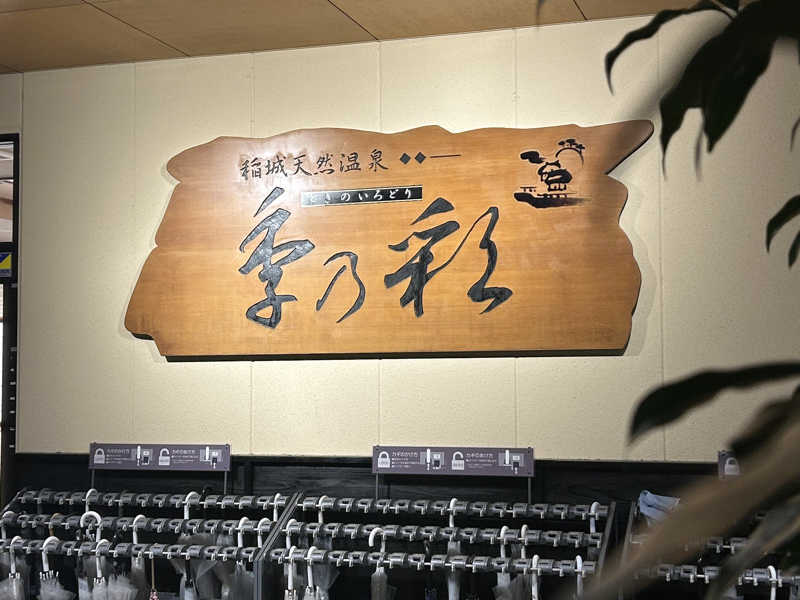 稲城天然温泉
ときのいろどり
季乃彩
カギのかけ方
カギのあけ方
カギのかけ方
カギのあけ方